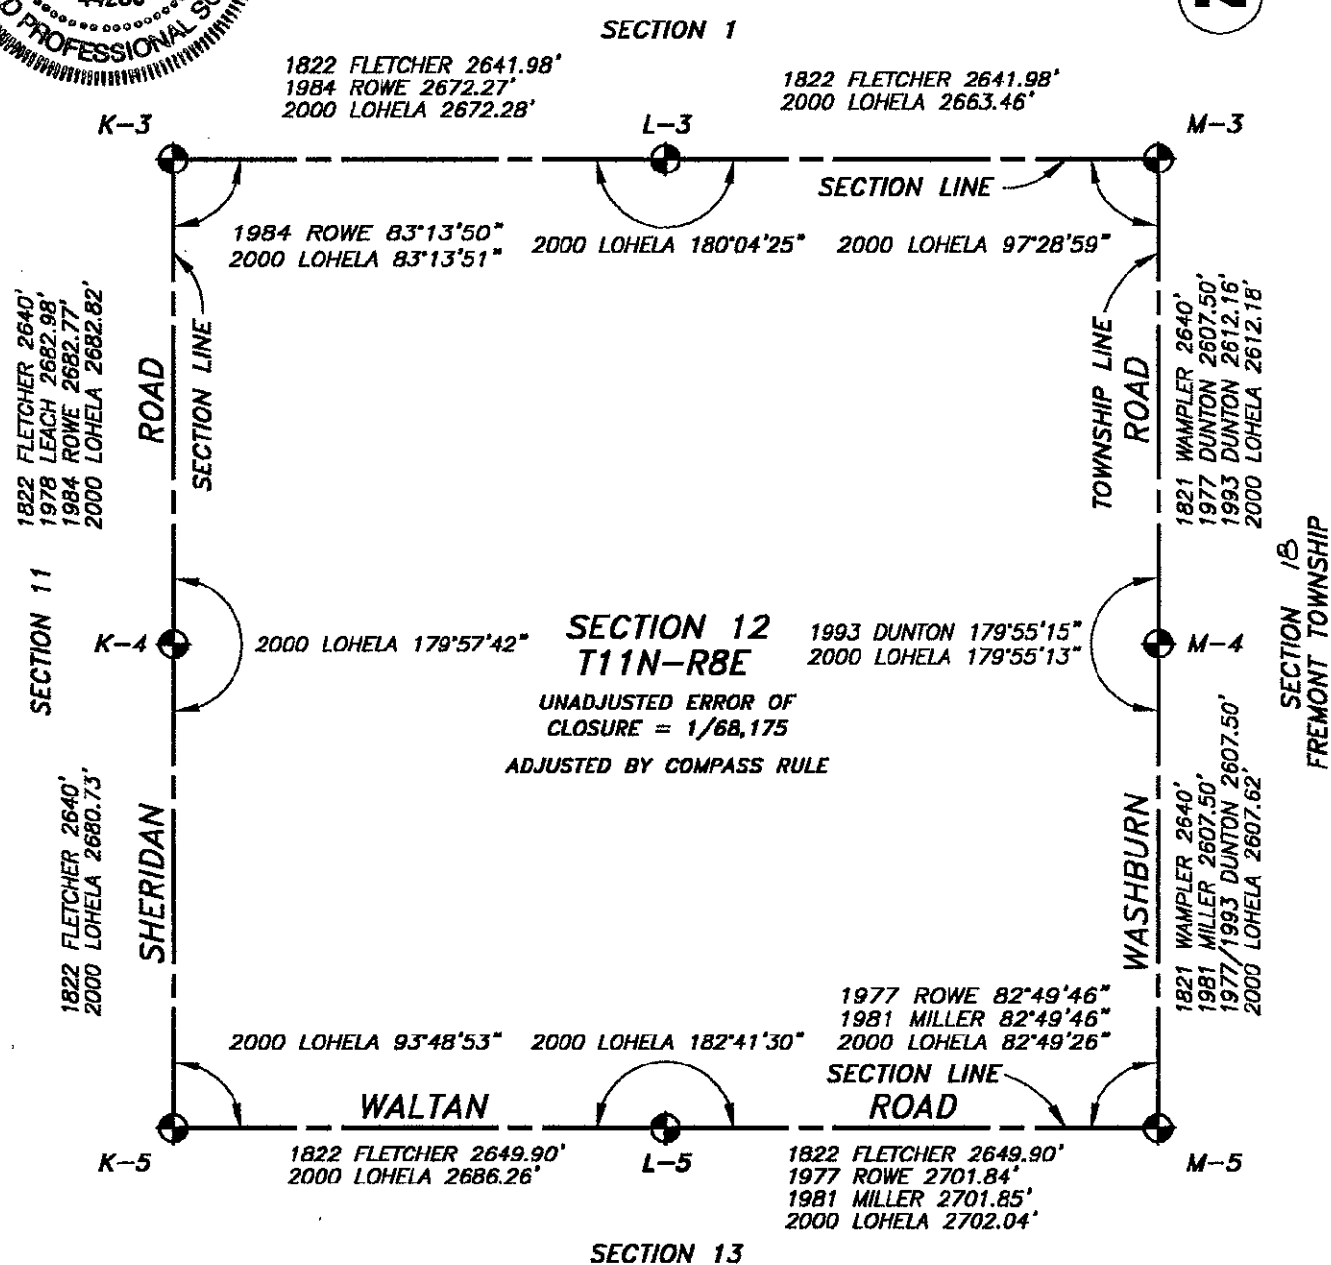 D PROFESSIONAL SU
SECTION 1
1822 FLETCHER 2641.98'
1984 ROWE 2672.27'
2000 LOHELA 2672.28'
1822 FLETCHER 2641.98'
2000 LOHELA 2663.46'
K-3
L-3
M-3
SECTION LINE
1984 ROWE 83°13'50"
2000 LOHELA 83°13'51"
2000 LOHELA 180°04'25"
2000 LOHELA 97°28'59"
1822 FLETCHER 2640'
1978 LEACH 2682.98'
1984 ROWE 2682.77'
2000 LOHELA 2682.82'
ROAD
SECTION LINE
TOWNSHIP LINE
ROAD
1821 WAMPLER 2640'
1977 DUNTON 2607.50'
1993 DUNTON 2612.16'
2000 LOHELA 2612.18'
SECTION 11
K-4
2000 LOHELA 179°57'42"
SECTION 12
T11N-R8E
UNADJUSTED ERROR OF
CLOSURE = 1/68,175
ADJUSTED BY COMPASS RULE
1993 DUNTON 179°55'15"
2000 LOHELA 179°55'13"
M-4
SECTION 18
FREMONT TOWNSHIP
1822 FLETCHER 2640'
2000 LOHELA 2680.73'
SHERIDAN
WASHBURN
1821 WAMPLER 2640'
1981 MILLER 2607.50'
1977/1993 DUNTON 2607.50'
2000 LOHELA 2607.62'
2000 LOHELA 93°48'53"
2000 LOHELA 182°41'30"
1977 ROWE 82°49'46"
1981 MILLER 82°49'46"
2000 LOHELA 82°49'26"
SECTION LINE
WALTAN
ROAD
K-5
1822 FLETCHER 2649.90'
2000 LOHELA 2686.26'
L-5
1822 FLETCHER 2649.90'
1977 ROWE 2701.84'
1981 MILLER 2701.85'
2000 LOHELA 2702.04'
M-5
SECTION 13